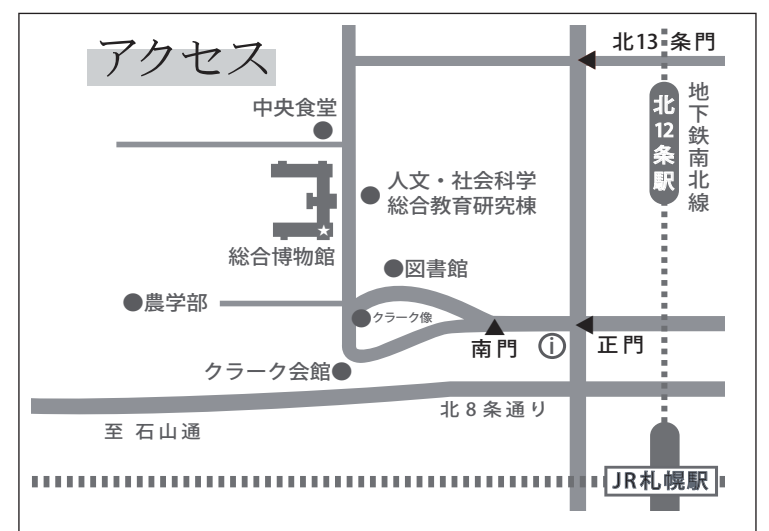 アクセス
北13条門
中央食堂
北12条駅
地下鉄南北線
人文・社会科学
総合教育研究棟
総合博物館
図書館
農学部
クラーク像
南門
i
正門
クラーク会館
北8条通り
至 石山通
JR札幌駅